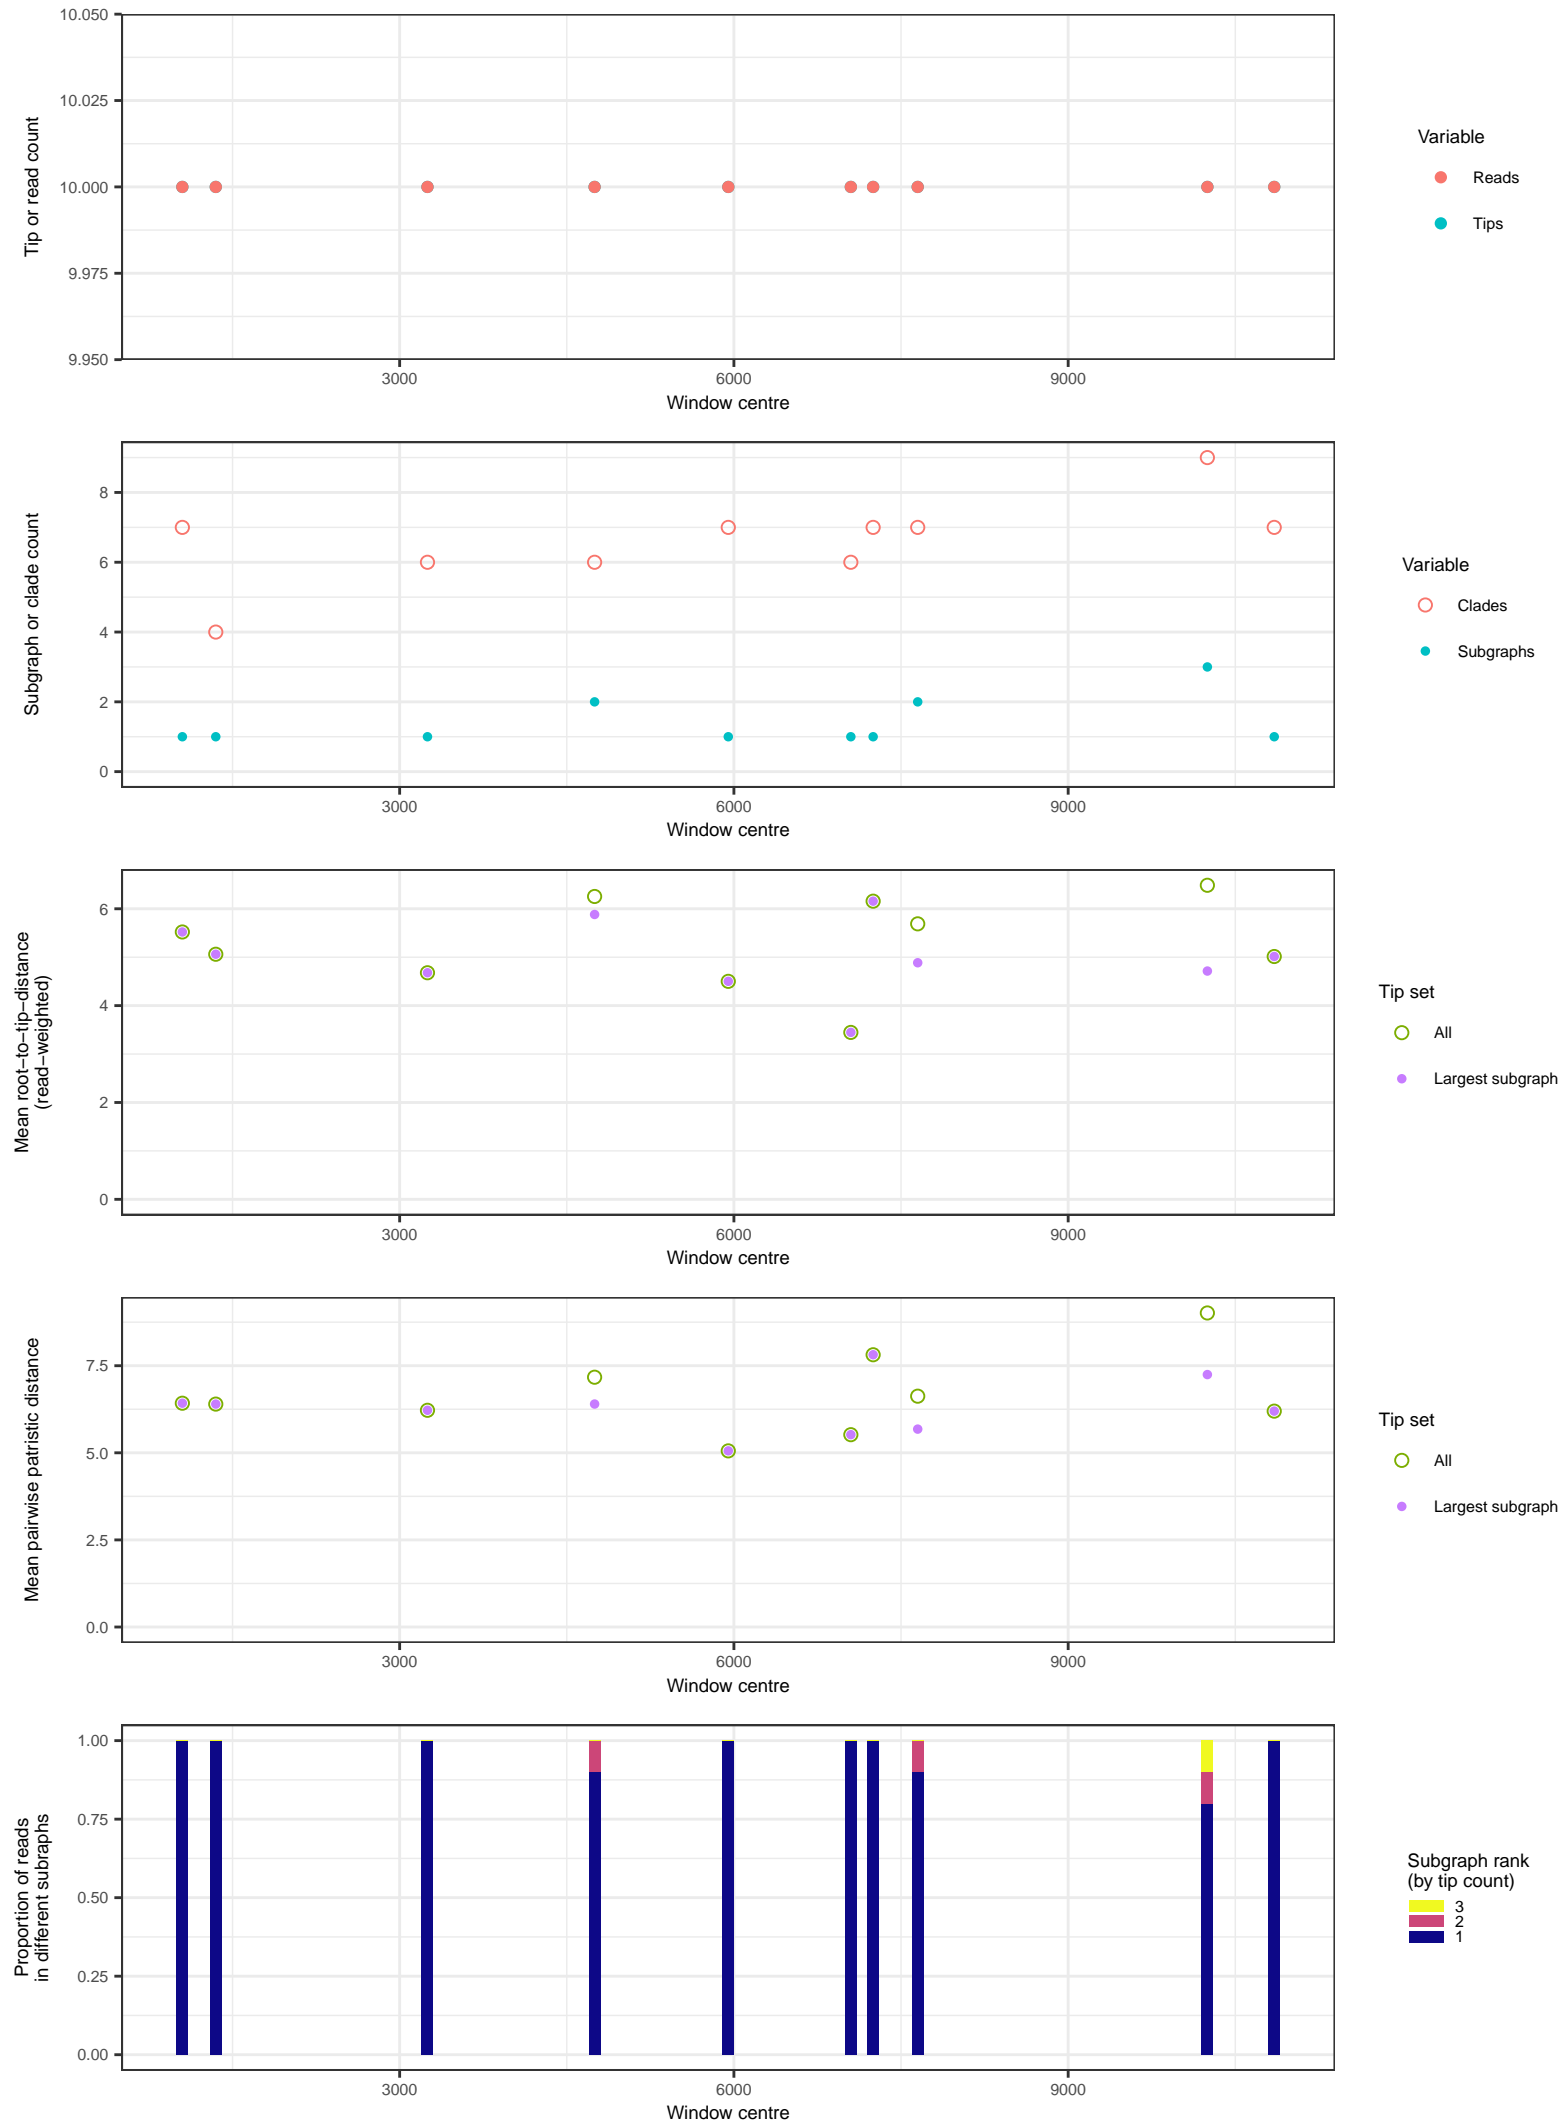 10.050
10.025
10.000
9.975
9.950
Tip or read count
3000 6000 9000
Window centre
Variable
Reads
Tips
8
6
4
2
0
Subgraph or clade count
3000 6000 9000
Window centre
Variable
Clades
Subgraphs
6
4
2
0
Mean root−to−tip−distance
(read−weighted)
3000 6000 9000
Window centre
Tip set
All
Largest subgraph
7.5
5.0
2.5
0.0
Mean pairwise patristic distance
3000 6000 9000
Window centre
Tip set
All
Largest subgraph
1.00
0.75
0.50
0.25
0.00
Proportion of reads
in different subraphs
3000 6000 9000
Window centre
Subgraph rank
(by tip count)
3
2
1